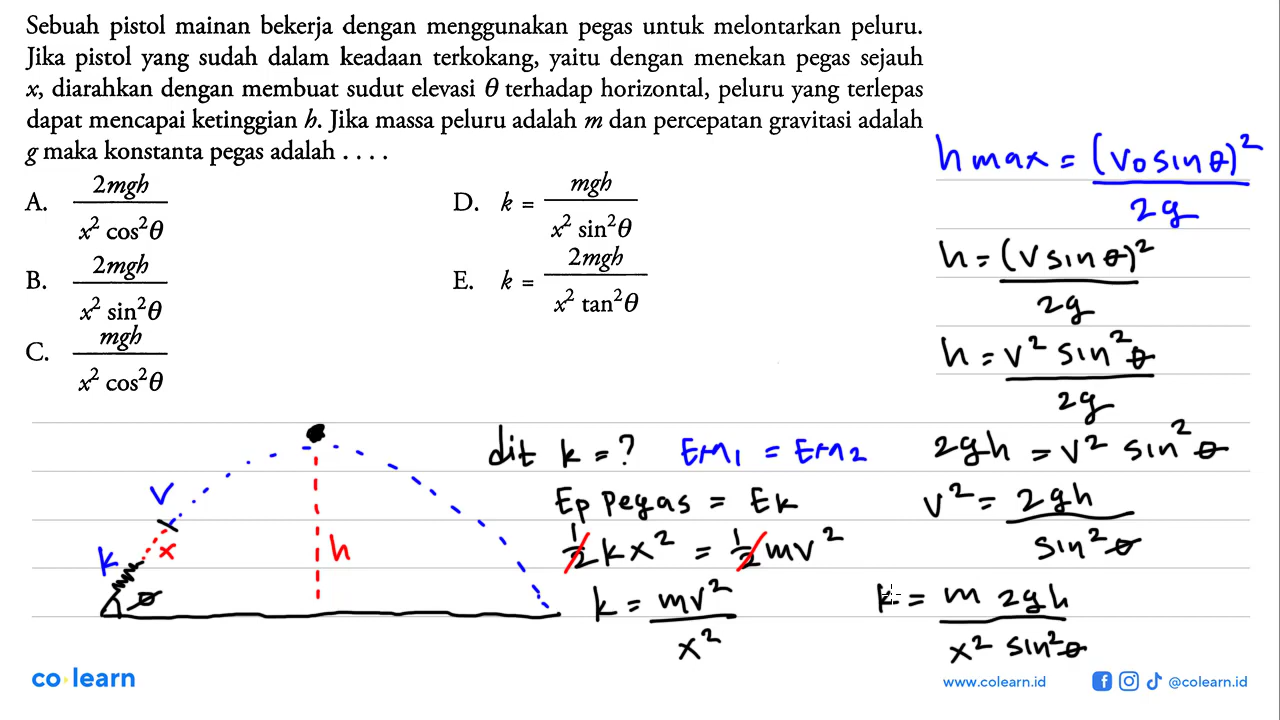 Sebuah pistol mainan bekerja dengan menggunakan pegas untuk melontarkan peluru.
Jika pistol yang sudah dalam keadaan terkokang, yaitu dengan menekan pegas sejauh
x, diarahkan dengan membuat sudut elevasi θ terhadap horizontal, peluru yang terlepas
dapat mencapai ketinggian h. Jika massa peluru adalah m dan percepatan gravitasi adalah
g maka konstanta pegas adalah . . . .
A. 2mgh / x² cos²θ
B. 2mgh / x² sin²θ
C. mgh / x² cos²θ
D. k = mgh / x² sin²θ
E. k = 2mgh / x² tan²θ
h max = (v₀ sin θ)² / 2g
h = (v sin θ)² / 2g
h = v² sin²θ / 2g
2gh = v² sin²θ
v² = 2gh / sin²θ
k = m 2gh / x² sin²θ
dit k = ? EM1 = EM2
Ep pegas = Ek
1/2 kx² = 1/2 mv²
k = mv² / x²
v
k
x
h
θ
co learn
www.colearn.id
@colearn.id